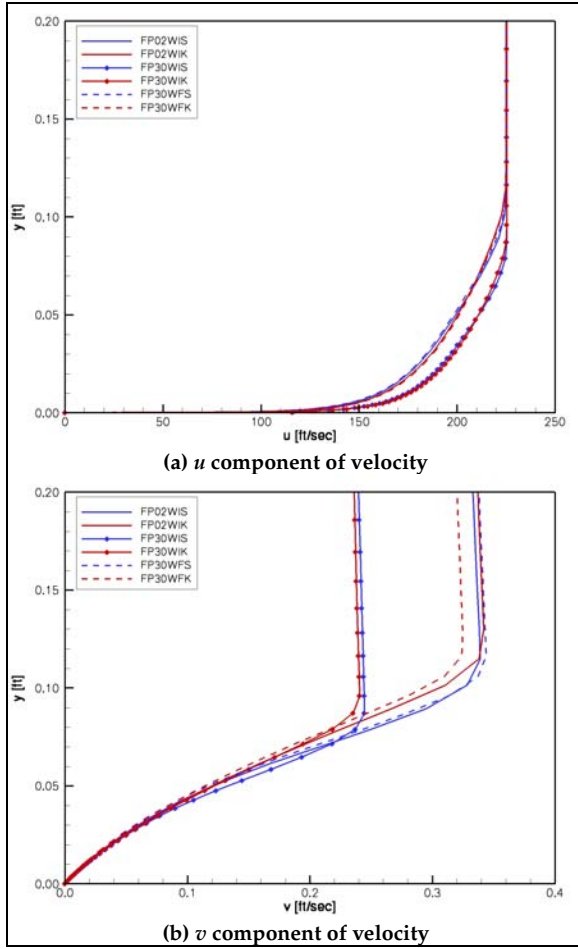 0.20
0.15
0.10
0.05
0.00
y [ft]
FP02WIS
FP02WIK
FP30WIS
FP30WIK
FP30WFS
FP30WFK
0 50 100 150 200 250
u [ft/sec]
(a) u component of velocity
0.20
0.15
0.10
0.05
0.00
y [ft]
FP02WIS
FP02WIK
FP30WIS
FP30WIK
FP30WFS
FP30WFK
0.0 0.1 0.2 0.3 0.4
v [ft/sec]
(b) v component of velocity